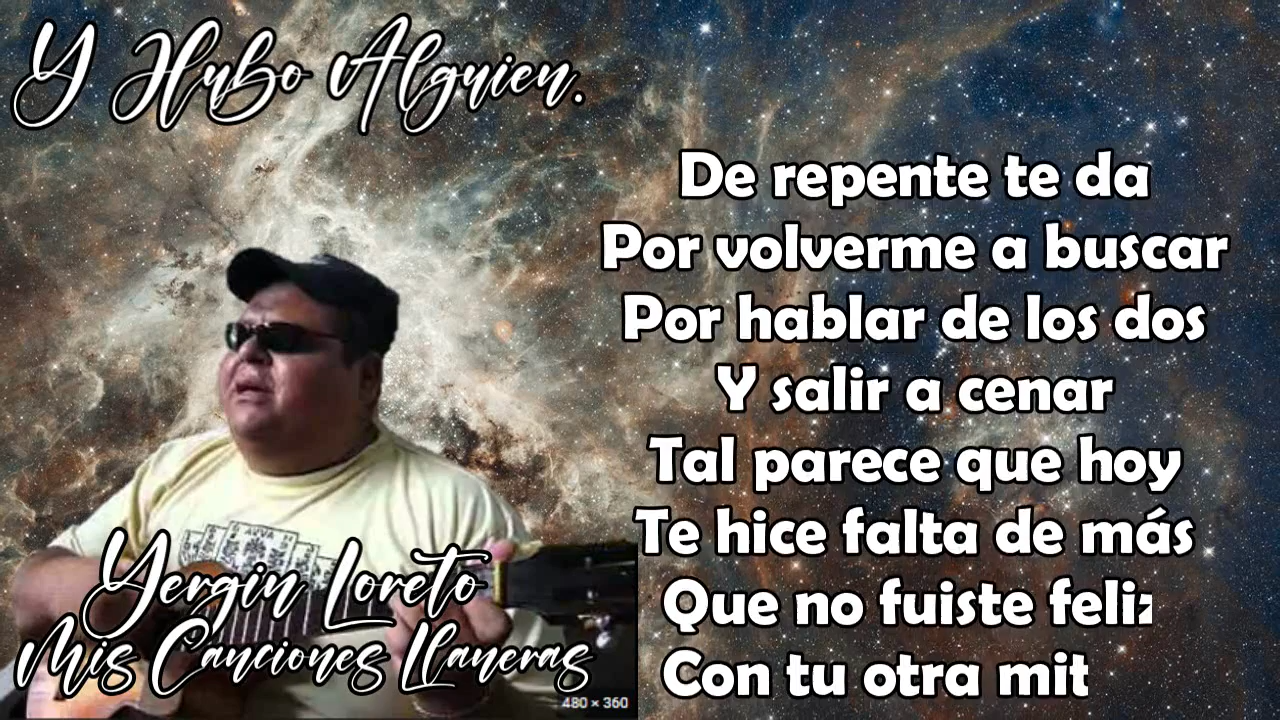 Y Hubo Alguien.
De repente te da
Por volverme a buscar
Por hablar de los dos
Y salir a cenar
Tal parece que hoy
Te hice falta de más
Que no fuiste feliz
Con tu otra mit
Yergin Loreto
Mis Canciones Llaneras
480 × 360